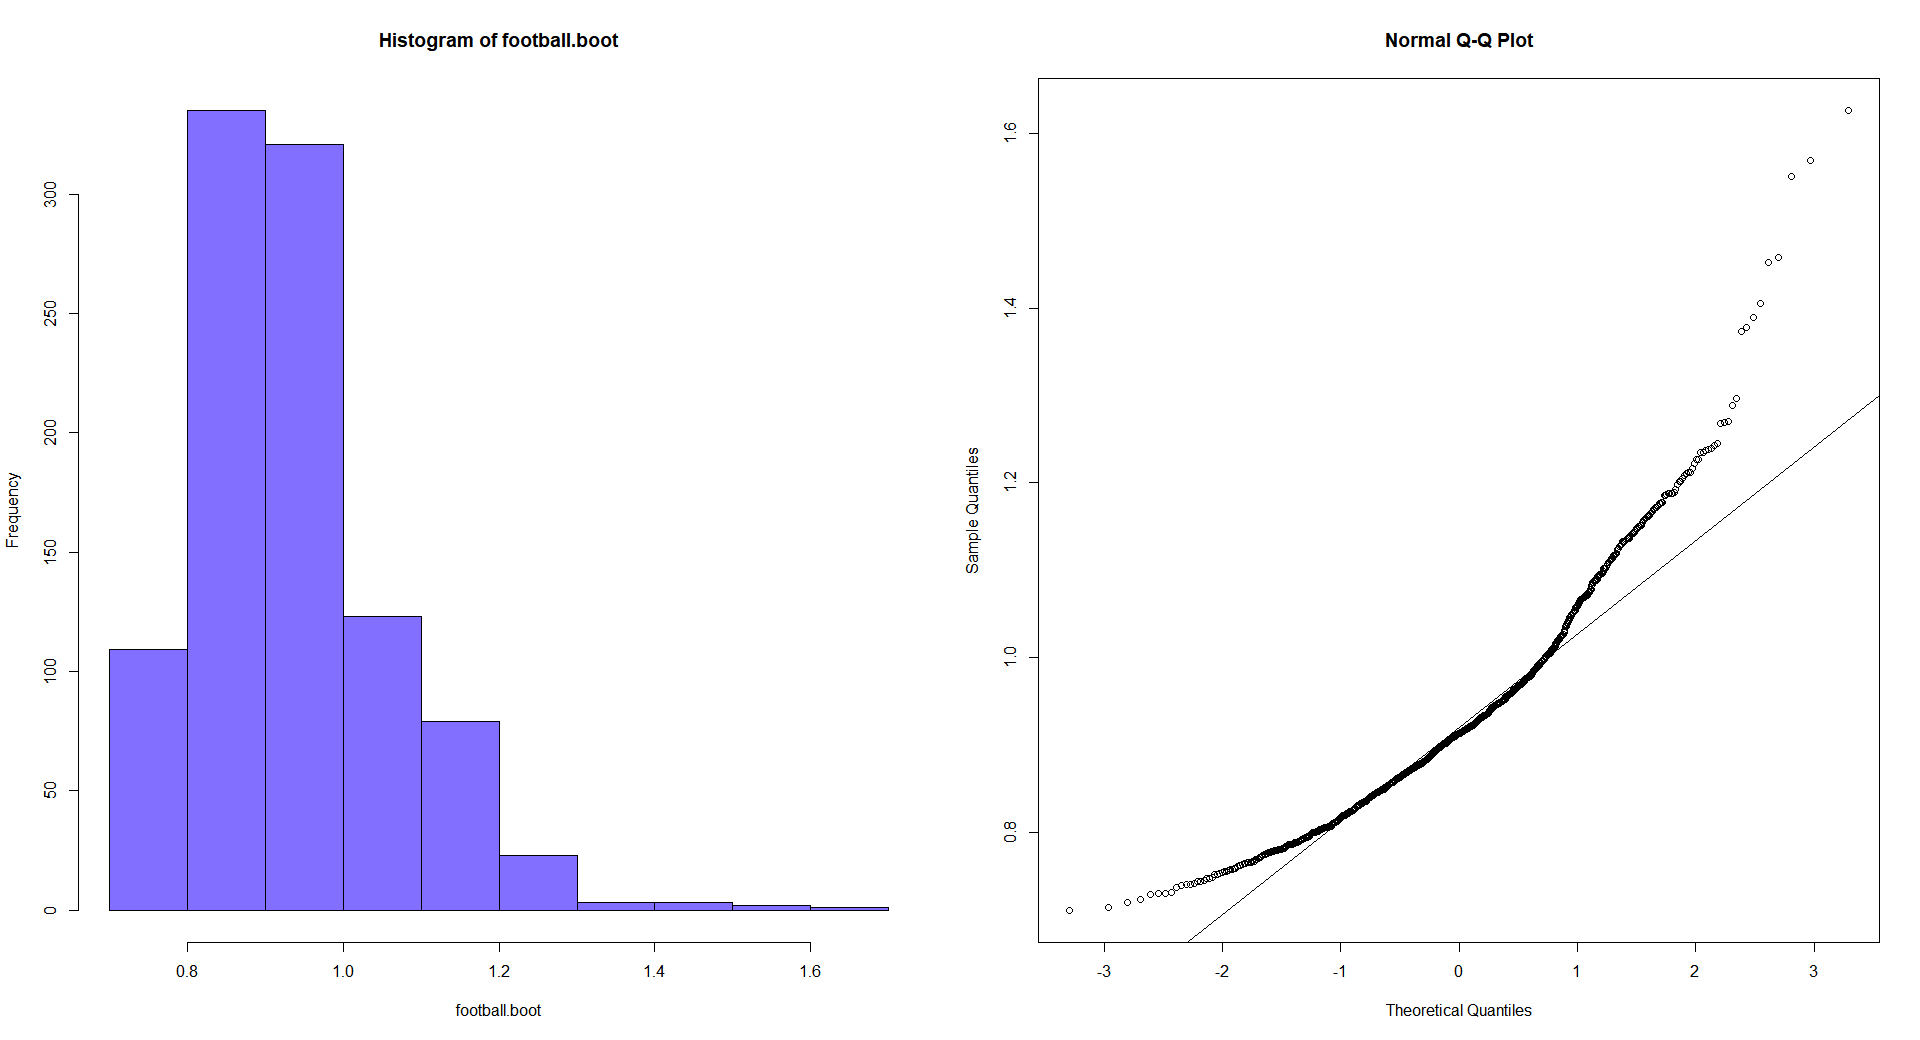 Histogram of football.boot
Frequency
0 50 100 150 200 250 300
0.8 1.0 1.2 1.4 1.6
football.boot
Normal Q-Q Plot
Sample Quantiles
0.8 1.0 1.2 1.4 1.6
-3 -2 -1 0 1 2 3
Theoretical Quantiles